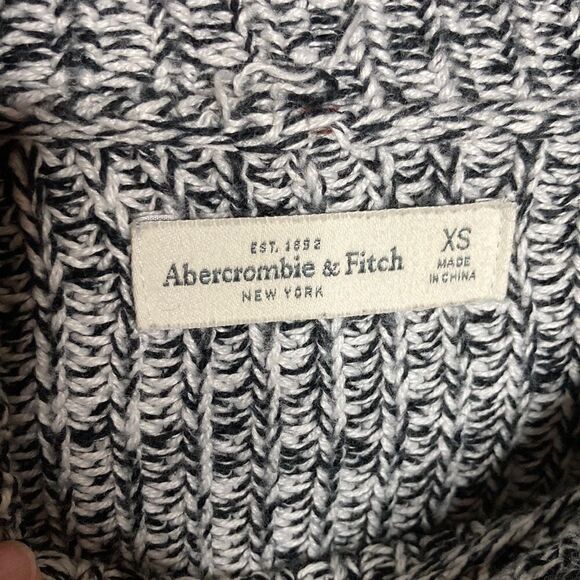 EST. 1892
Abercrombie & Fitch
NEW YORK
XS
MADE
IN CHINA